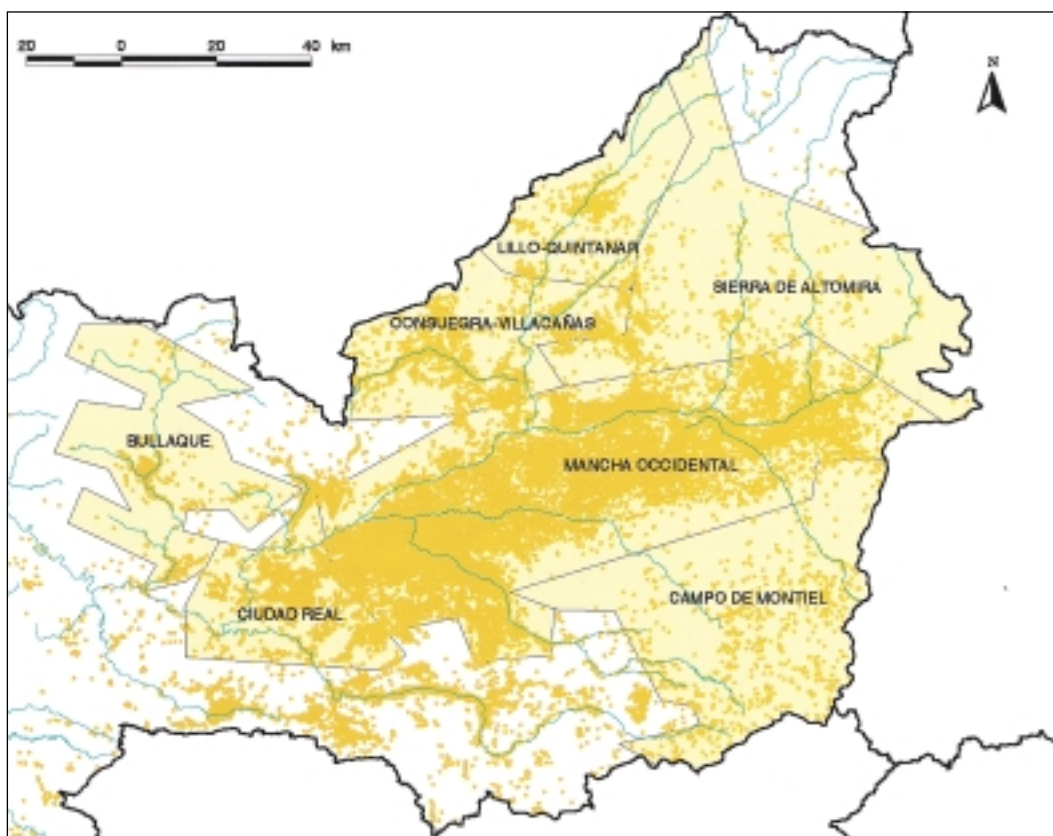 20 0 20 40 km
N
LILLO-QUINTANAR
SIERRA DE ALTOMIRA
CONSUEGRA-VILLACAÑAS
BULLAQUE
MANCHA OCCIDENTAL
CAMPO DE MONTIEL
CIUDAD REAL